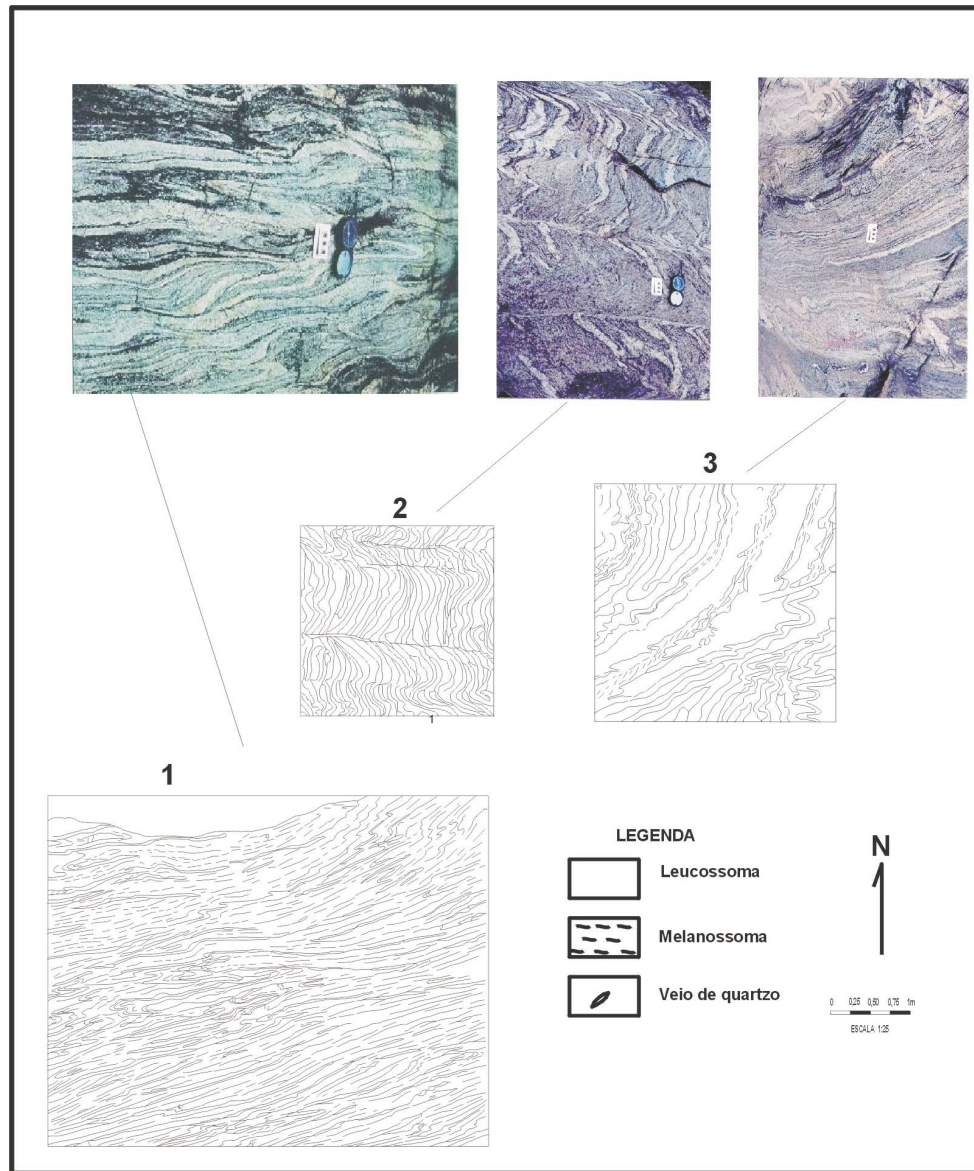 2
3
1
1
LEGENDA
Leucossoma
Melanossoma
Veio de quartzo
N
0 0,25 0,50 0,75 1m
ESCALA 1:25